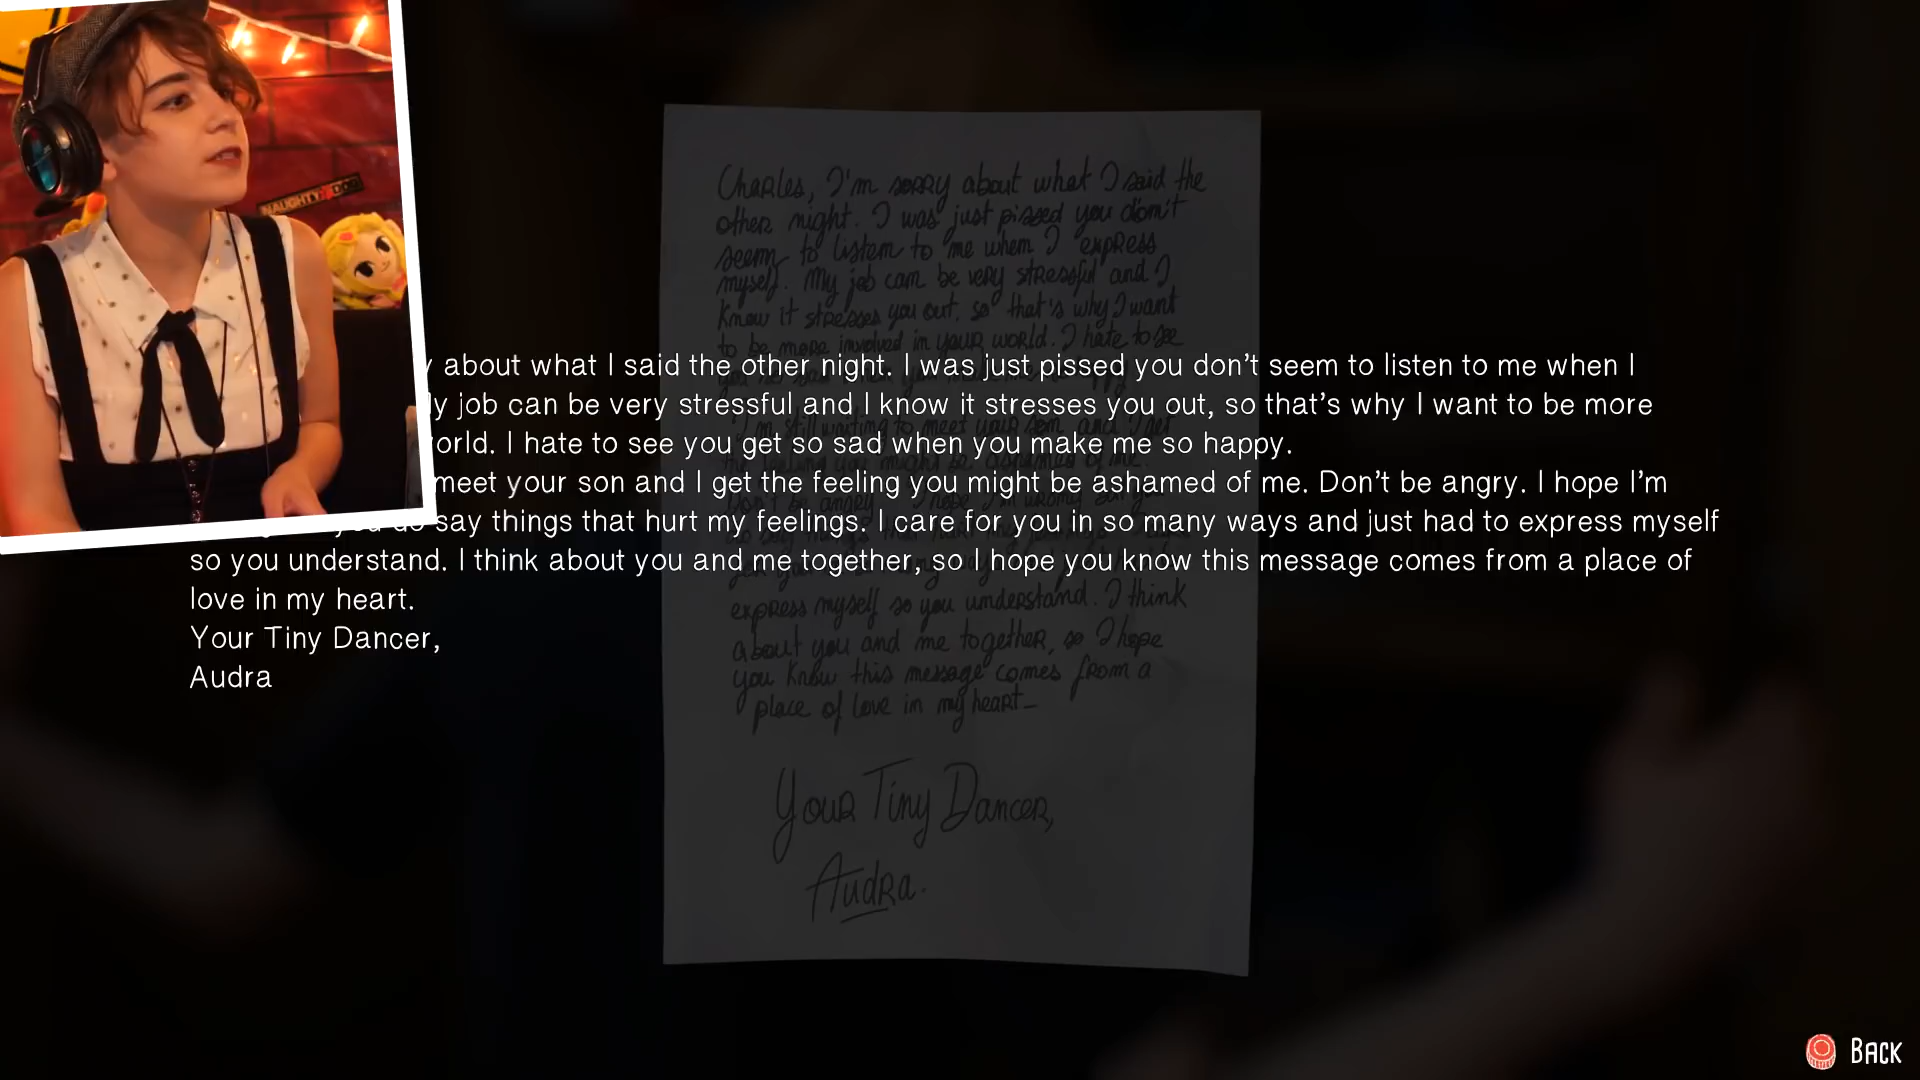 NAUGHTY DOG
Charles, I'm sorry about what I said the
other night. I was just pissed you don't
seem to listen to me when I express
myself. My job can be very stressful and I
know it stresses you out, so that's why I want
to be more involved in your world. I hate to see
about what I said the other night. I was just pissed you don't seem to listen to me when I
job can be very stressful and I know it stresses you out, so that's why I want to be more
I hate to see you get so sad when you make me so happy.
meet your son and I get the feeling you might be ashamed of me. Don't be angry. I hope I'm
you do say things that hurt my feelings. I care for you in so many ways and just had to express myself
so you understand. I think about you and me together, so I hope you know this message comes from a place of
love in my heart.
Your Tiny Dancer,
Audra
express myself so you understand. I think
about you and me together, so I hope
you know this message comes from a
place of love in my heart_
Your Tiny Dancer,
Audra.
BACK